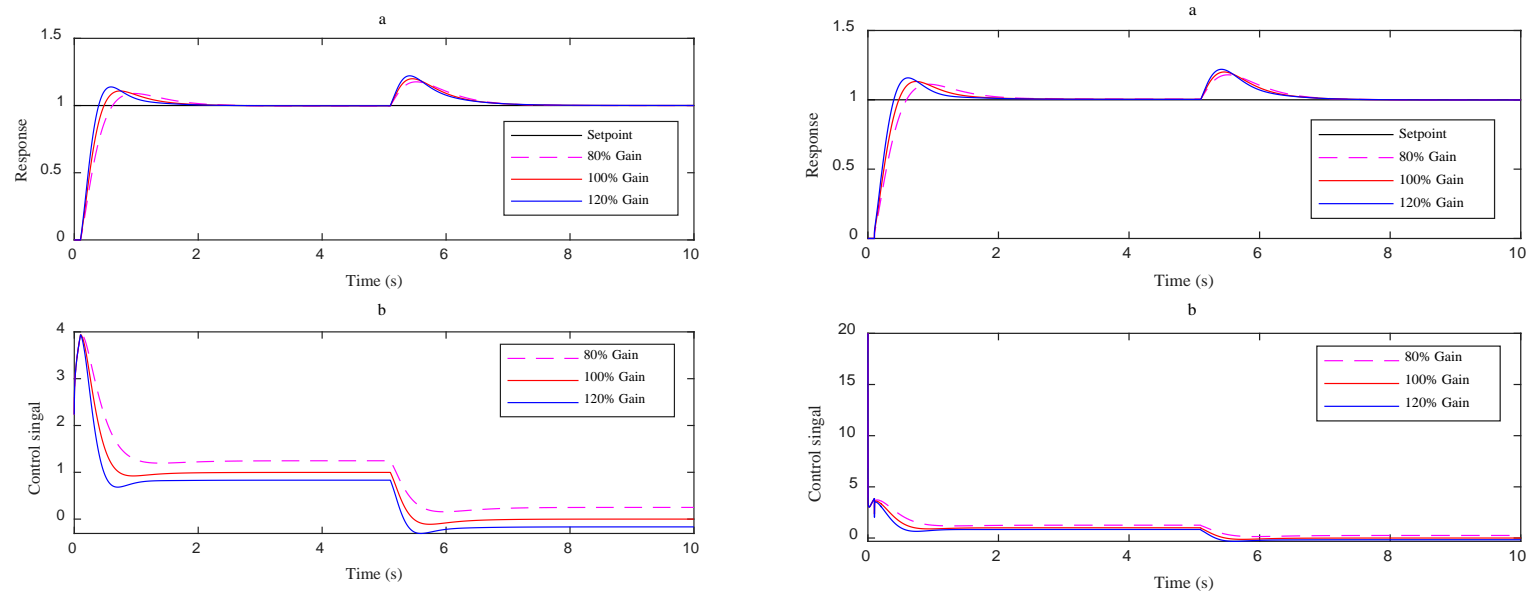 a
1.5
1
0.5
0
Response
Setpoint
80% Gain
100% Gain
120% Gain
0 2 4 6 8 10
Time (s)
b
4
3
2
1
0
Control singal
80% Gain
100% Gain
120% Gain
0 2 4 6 8 10
Time (s)
a
1.5
1
0.5
0
Response
Setpoint
80% Gain
100% Gain
120% Gain
0 2 4 6 8 10
Time (s)
b
20
15
10
5
0
Control singal
80% Gain
100% Gain
120% Gain
0 2 4 6 8 10
Time (s)